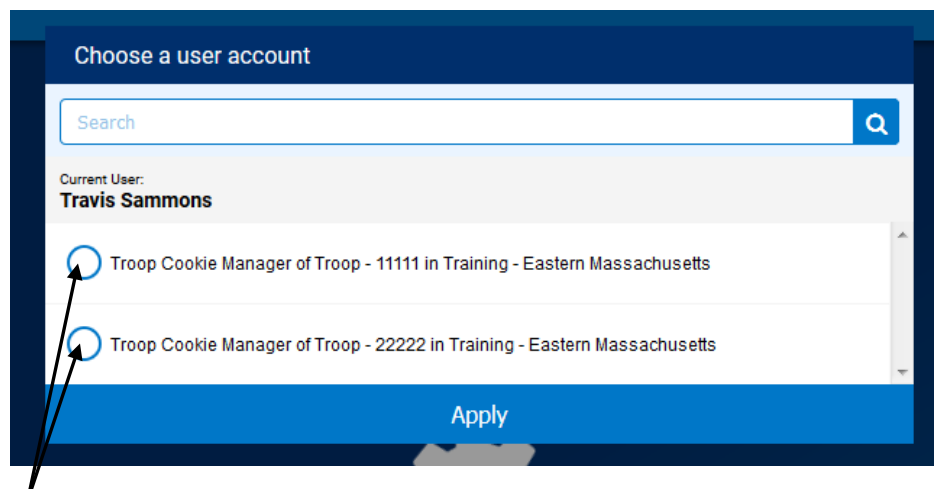 Choose a user account
Search
Current User:
Travis Sammons
Troop Cookie Manager of Troop - 11111 in Training - Eastern Massachusetts
Troop Cookie Manager of Troop - 22222 in Training - Eastern Massachusetts
Apply